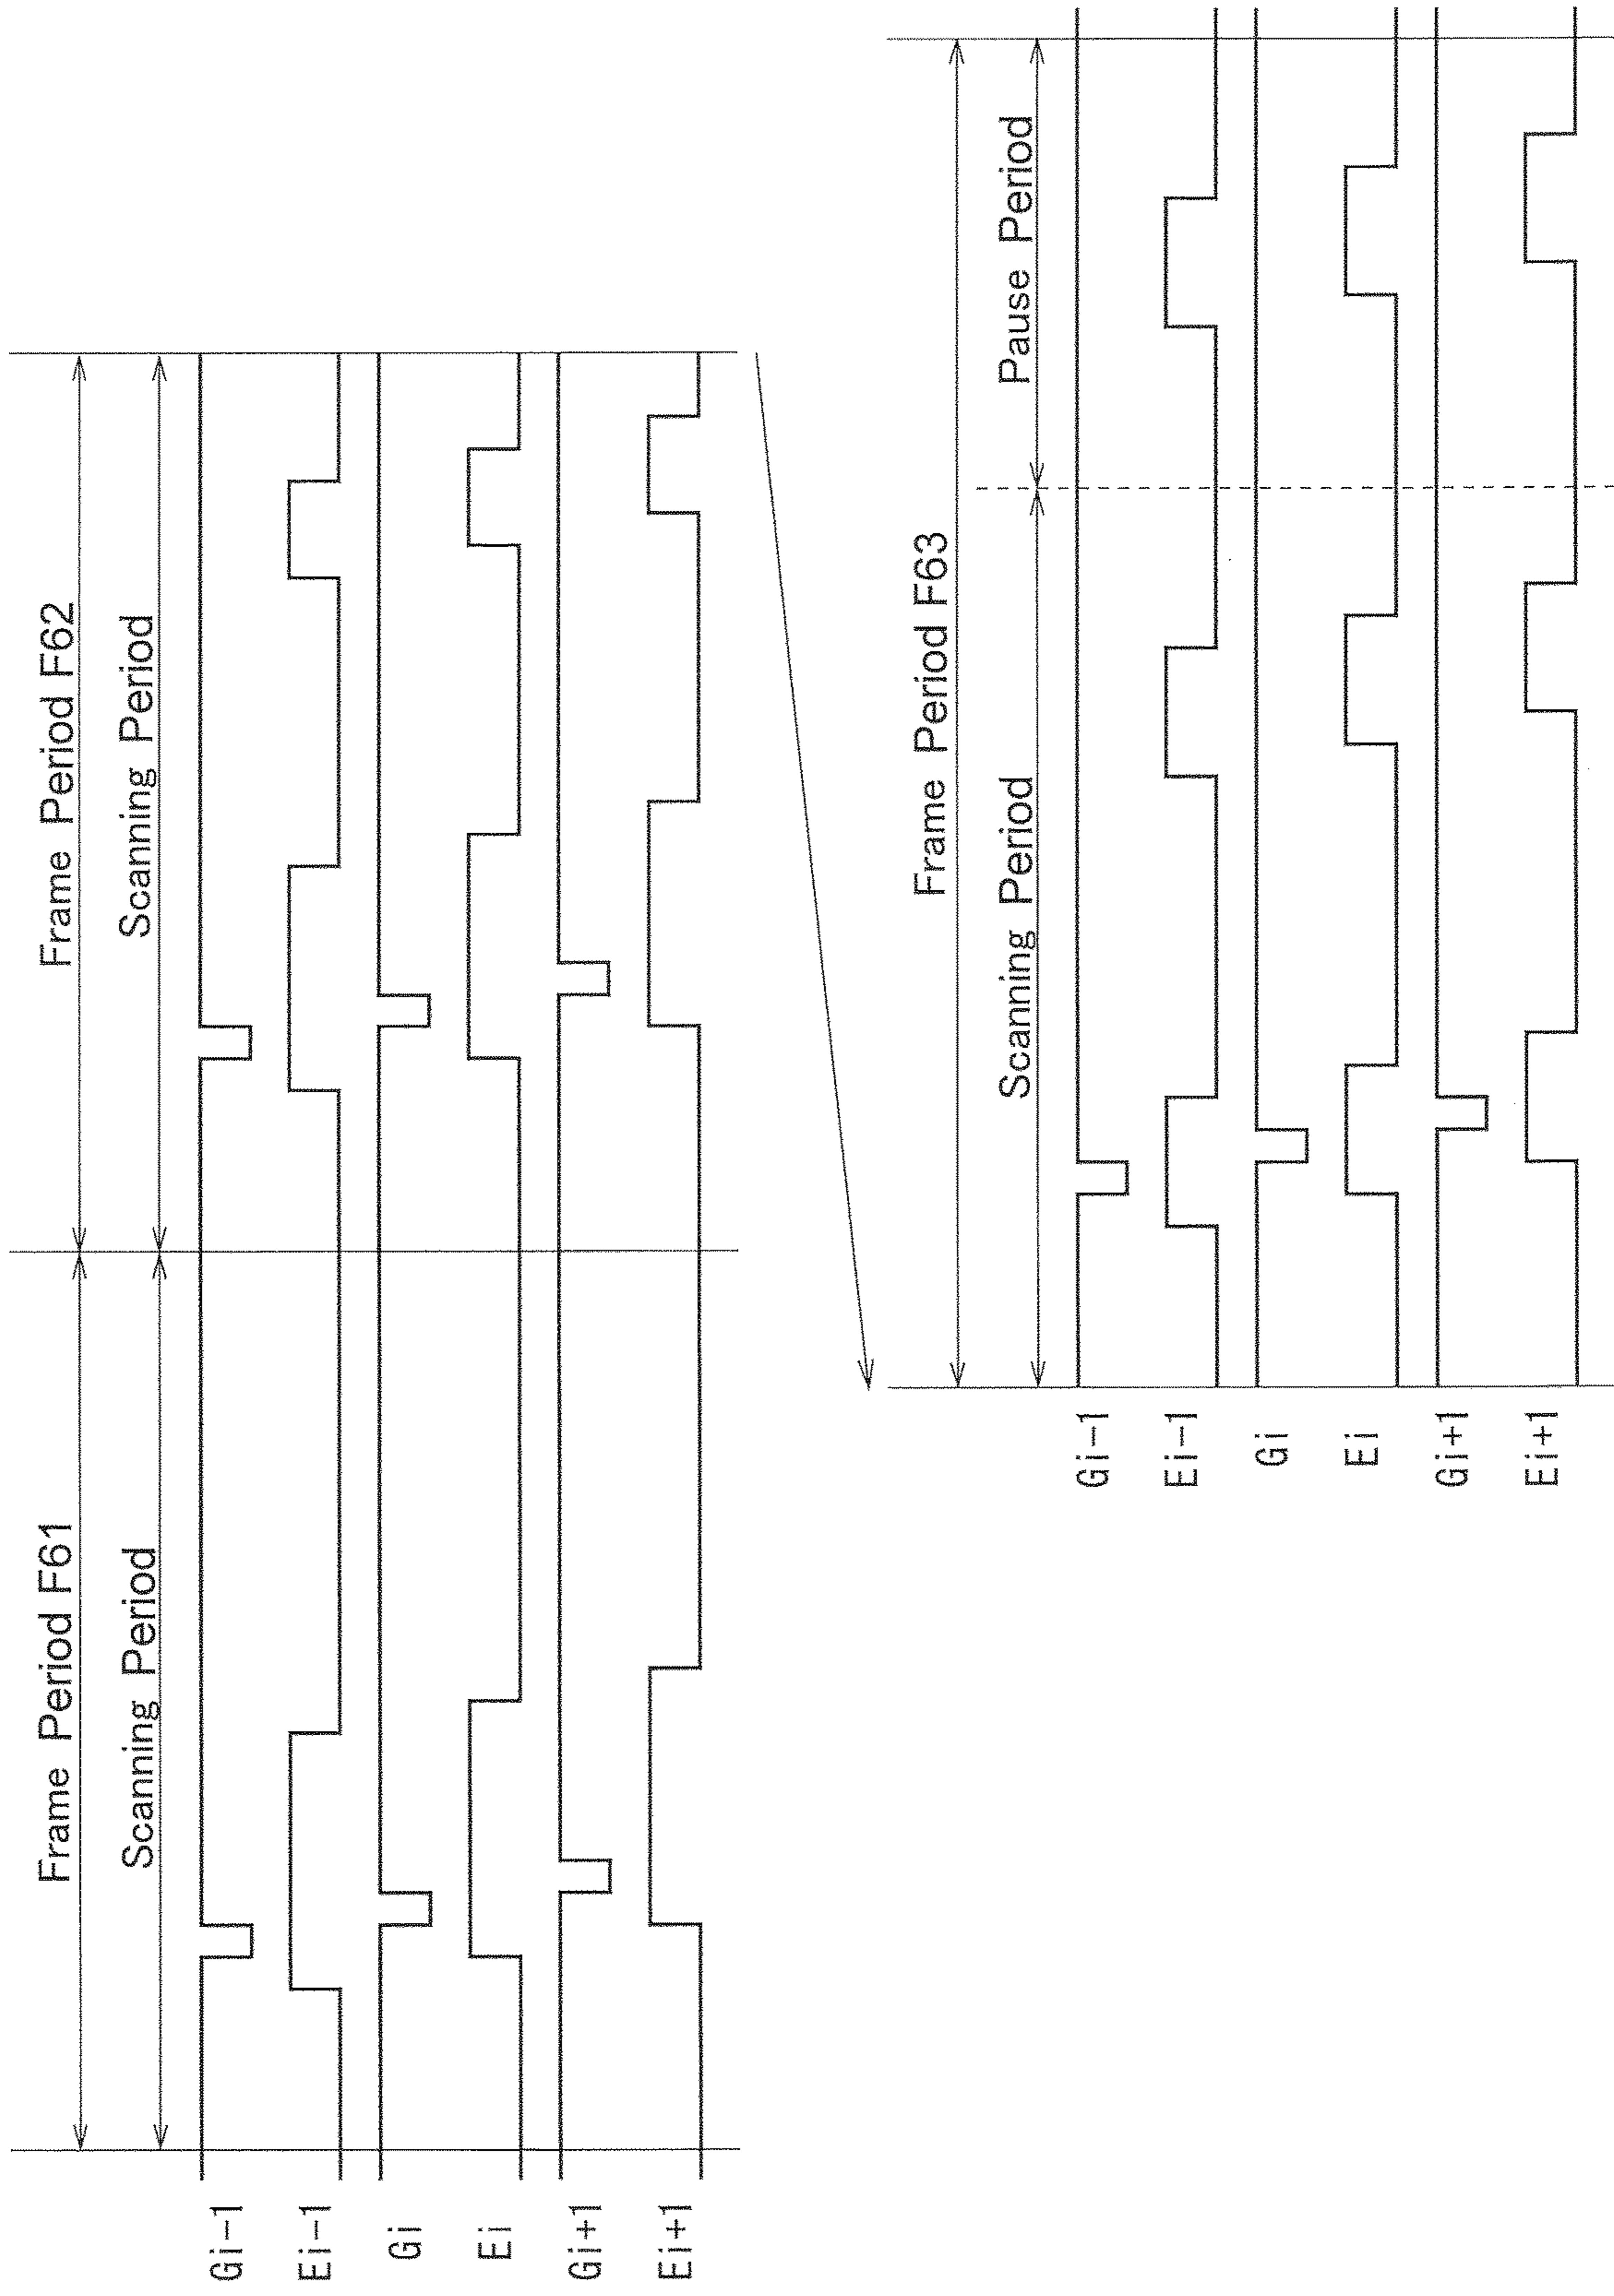 Frame Period F61
Frame Period F62
Scanning Period
Scanning Period
Gi-1
Ei-1
Gi
Ei
Gi+1
Ei+1
Frame Period F63
Scanning Period
Pause Period
Gi-1
Ei-1
Gi
Ei
Gi+1
Ei+1